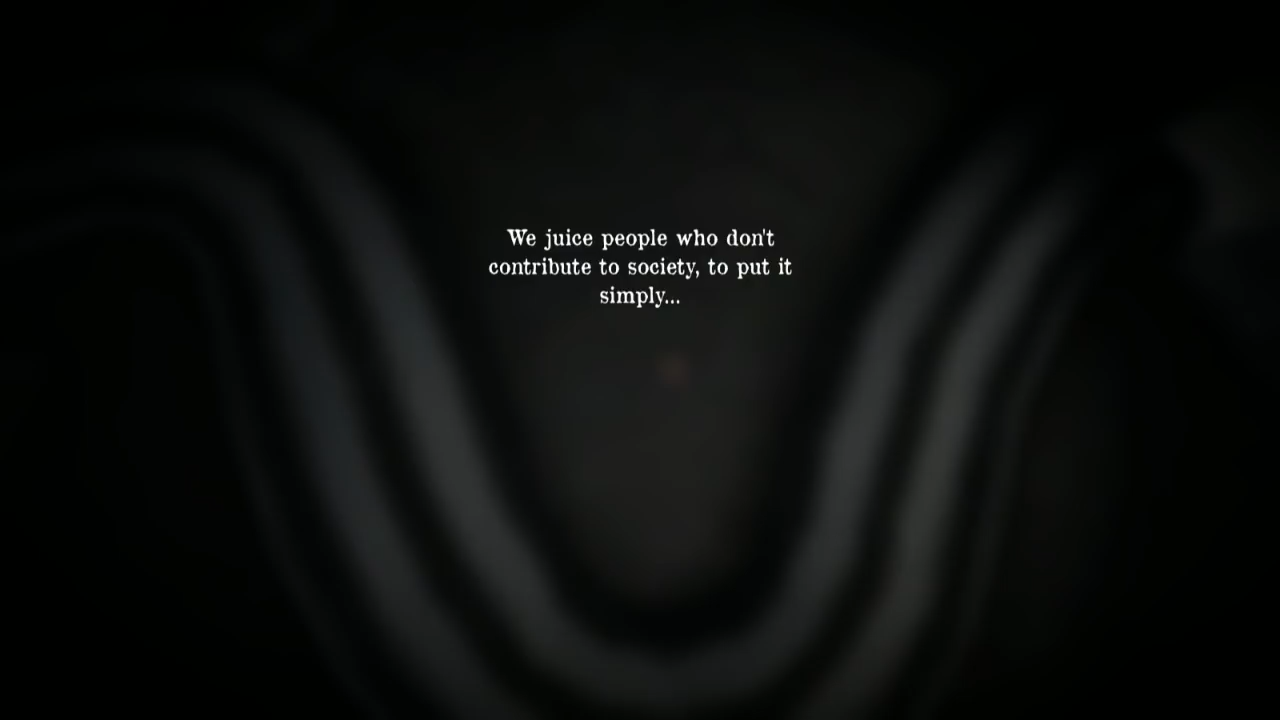 We juice people who don't
contribute to society, to put it
simply...